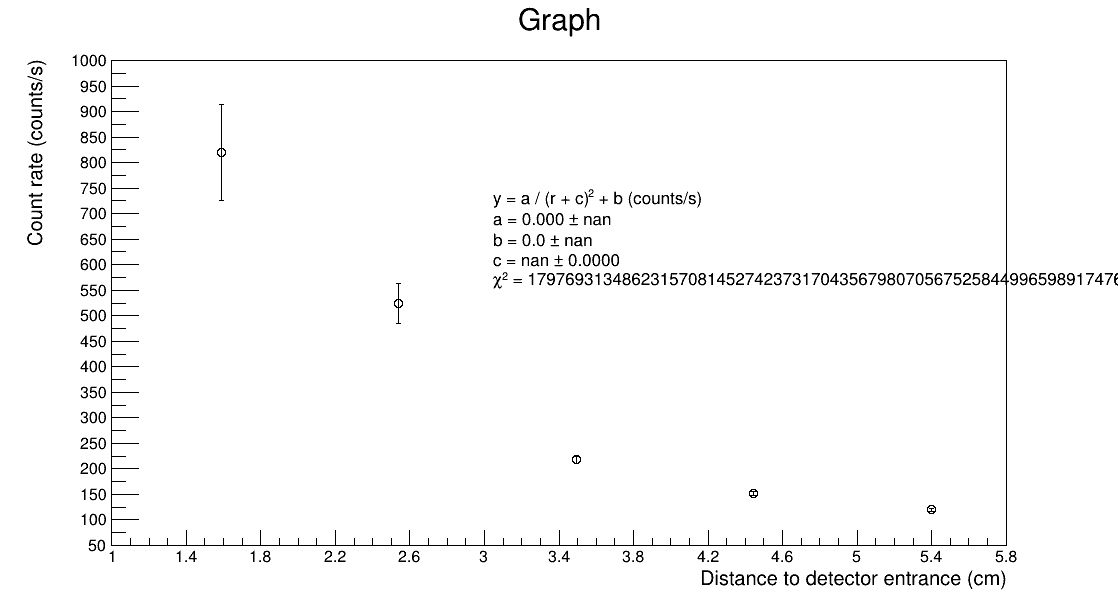 Graph
Count rate (counts/s)
1000
950
900
850
800
750
700
650
600
550
500
450
400
350
300
250
200
150
100
50
y = a / (r + c)² + b (counts/s)
a = 0.000 ± nan
b = 0.0 ± nan
c = nan ± 0.0000
χ² = 179769313486231570814527423731704356798070567525844996598917476
1 1.4 1.8 2.2 2.6 3 3.4 3.8 4.2 4.6 5 5.4 5.8
Distance to detector entrance (cm)